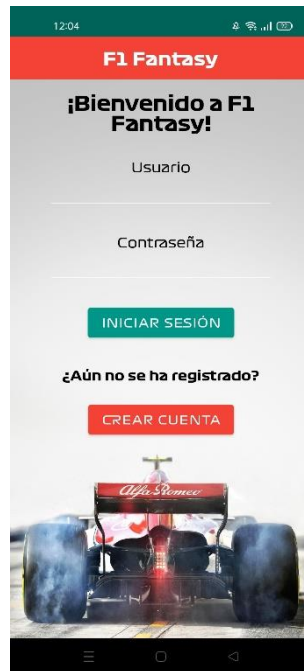 12:04
F1 Fantasy
¡Bienvenido a F1
Fantasy!
Usuario
Contraseña
INICIAR SESIÓN
¿Aún no se ha registrado?
CREAR CUENTA
Alfa Romeo